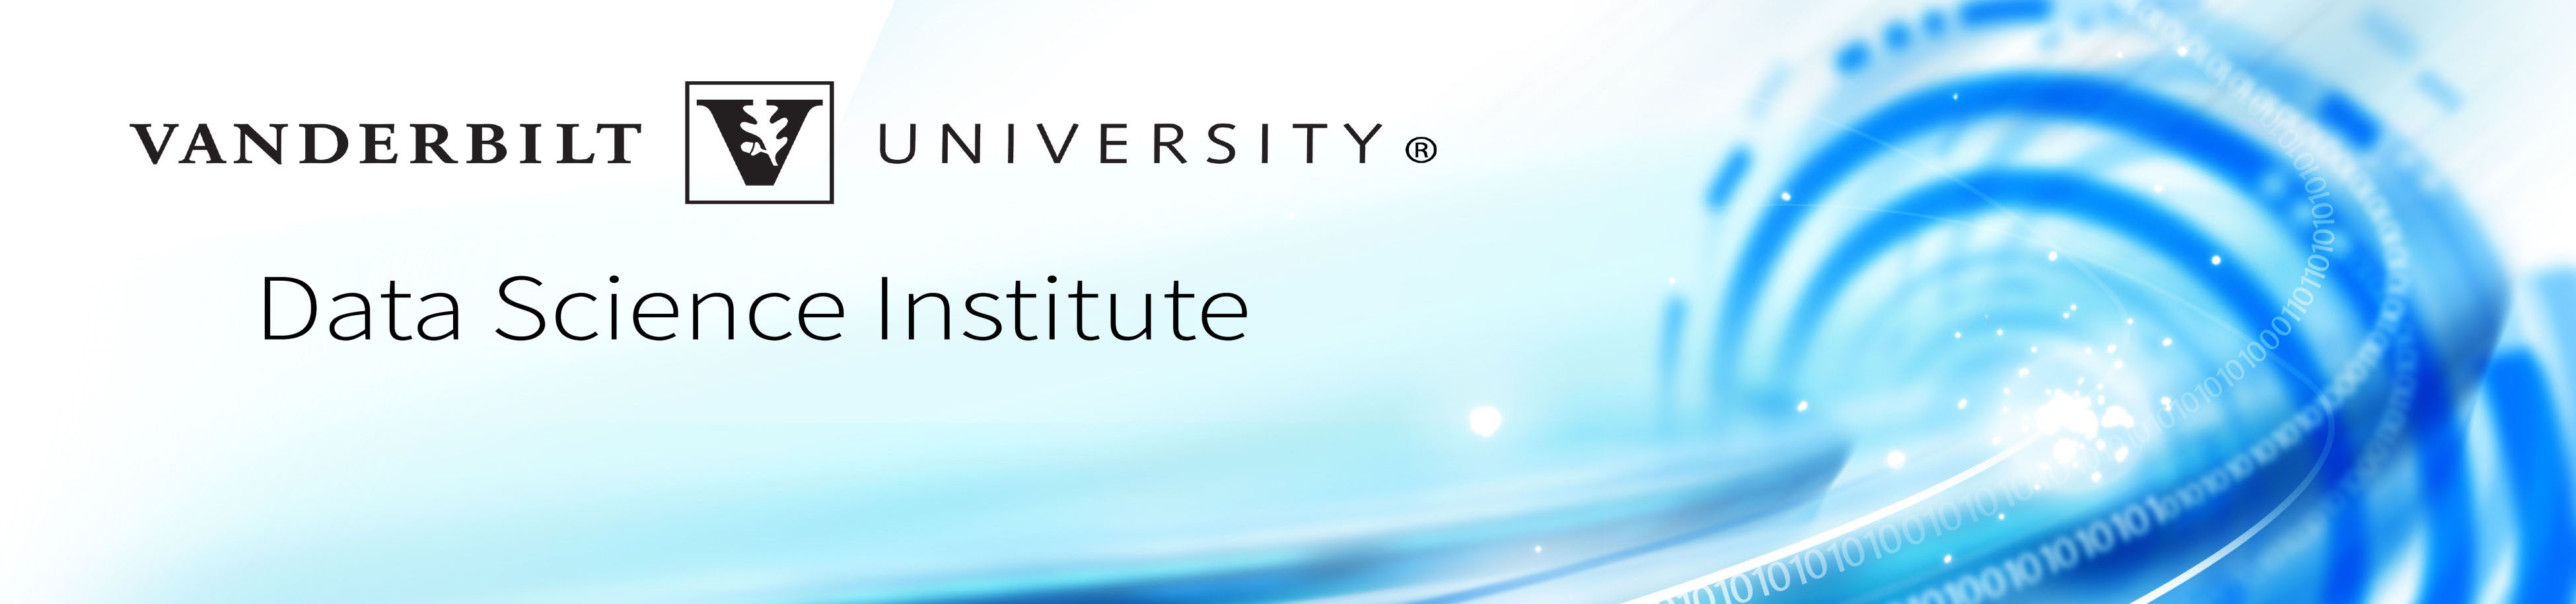 VANDERBILT V UNIVERSITY®
Data Science Institute